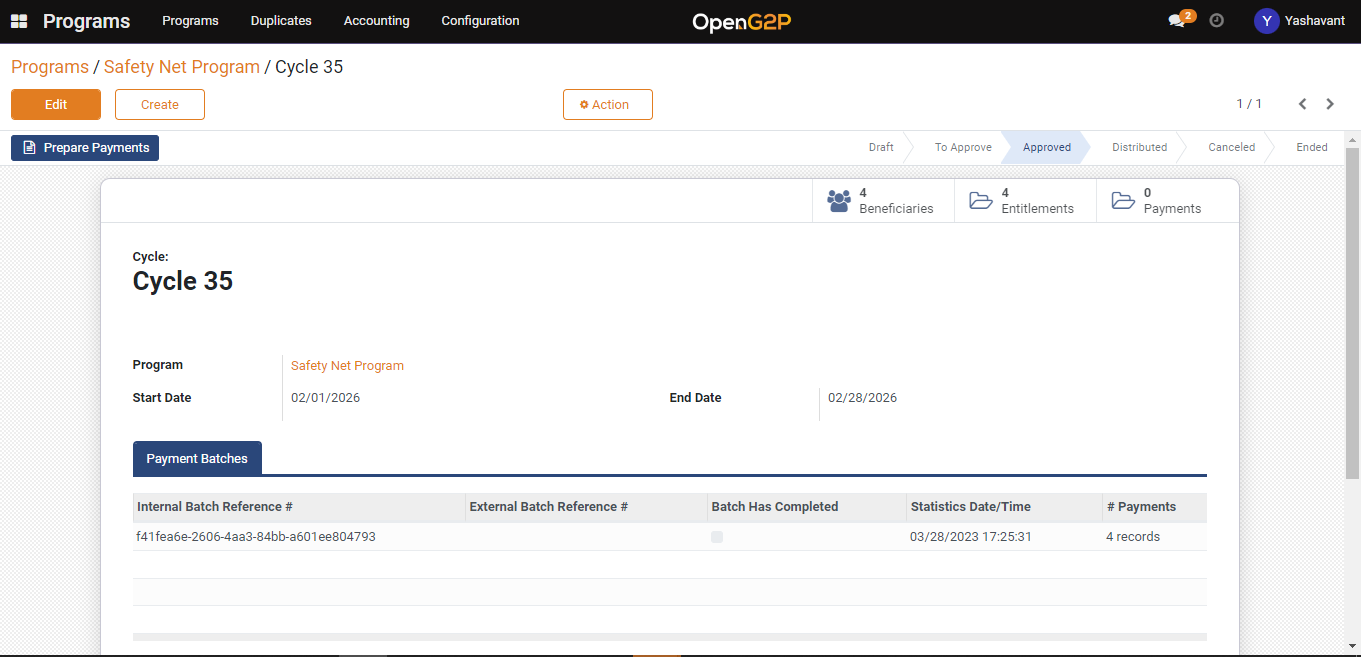 Programs Programs Duplicates Accounting Configuration OpenG2P 2 Y Yashavant
Programs / Safety Net Program / Cycle 35
Edit Create Action 1 / 1
Prepare Payments Draft To Approve Approved Distributed Canceled Ended
4 Beneficiaries 4 Entitlements 0 Payments
Cycle:
Cycle 35
Program Safety Net Program
Start Date 02/01/2026 End Date 02/28/2026
Payment Batches
Internal Batch Reference # External Batch Reference # Batch Has Completed Statistics Date/Time # Payments
f41fea6e-2606-4aa3-84bb-a601ee804793 03/28/2023 17:25:31 4 records